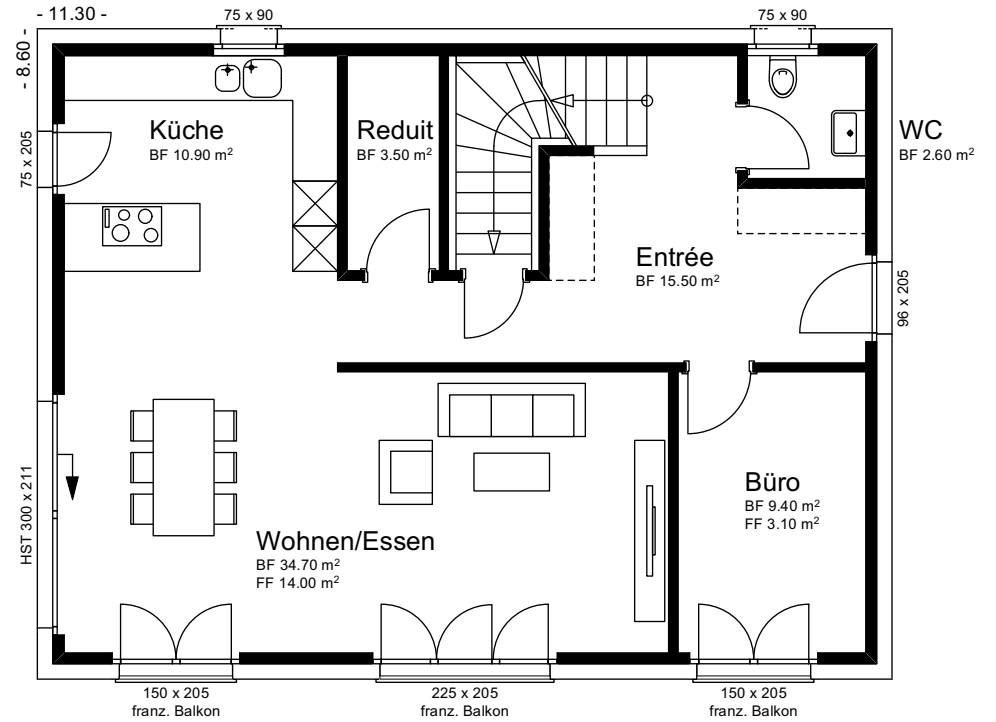 - 11.30 -
75 x 90
75 x 90
- 8.60 -
Küche
BF 10.90 m²
Reduit
BF 3.50 m²
WC
BF 2.60 m²
75 x 205
Entrée
BF 15.50 m²
96 x 205
HST 300 x 211
Büro
BF 9.40 m²
FF 3.10 m²
Wohnen/Essen
BF 34.70 m²
FF 14.00 m²
150 x 205
franz. Balkon
225 x 205
franz. Balkon
150 x 205
franz. Balkon